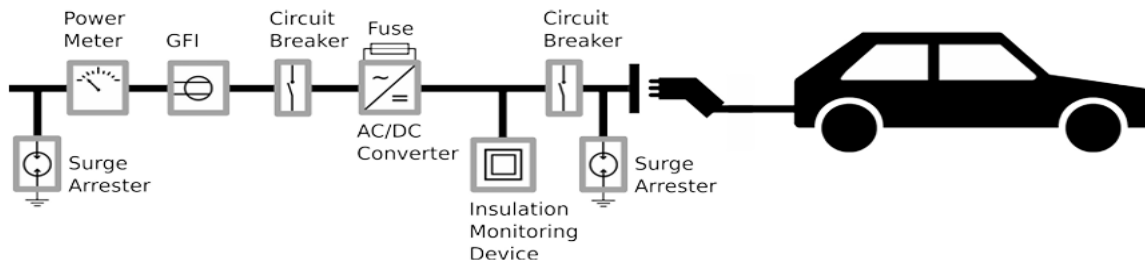 Power
Meter
GFI
Circuit
Breaker
Fuse
AC/DC
Converter
Circuit
Breaker
Surge
Arrester
Insulation
Monitoring
Device
Surge
Arrester